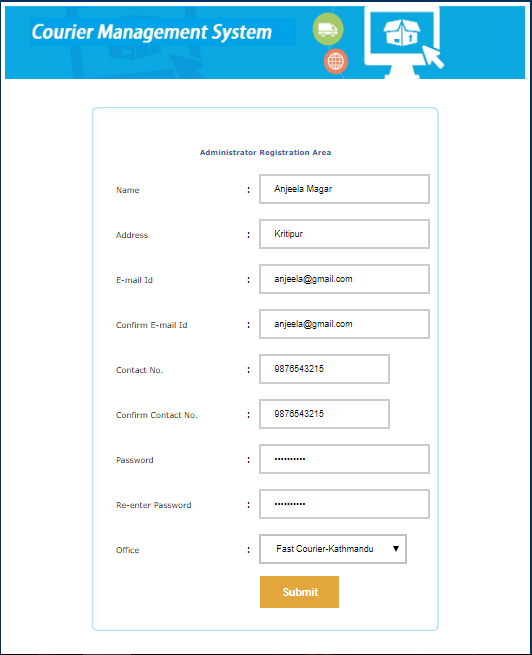 Courier Management System
Administrator Registration Area
Name : Anjeela Magar
Address : Kritipur
E-mail Id : anjeela@gmail.com
Confirm E-mail Id : anjeela@gmail.com
Contact No. : 9876543215
Confirm Contact No. : 9876543215
Password : ••••••••••
Re-enter Password : ••••••••••
Office : Fast Courier-Kathmandu
Submit